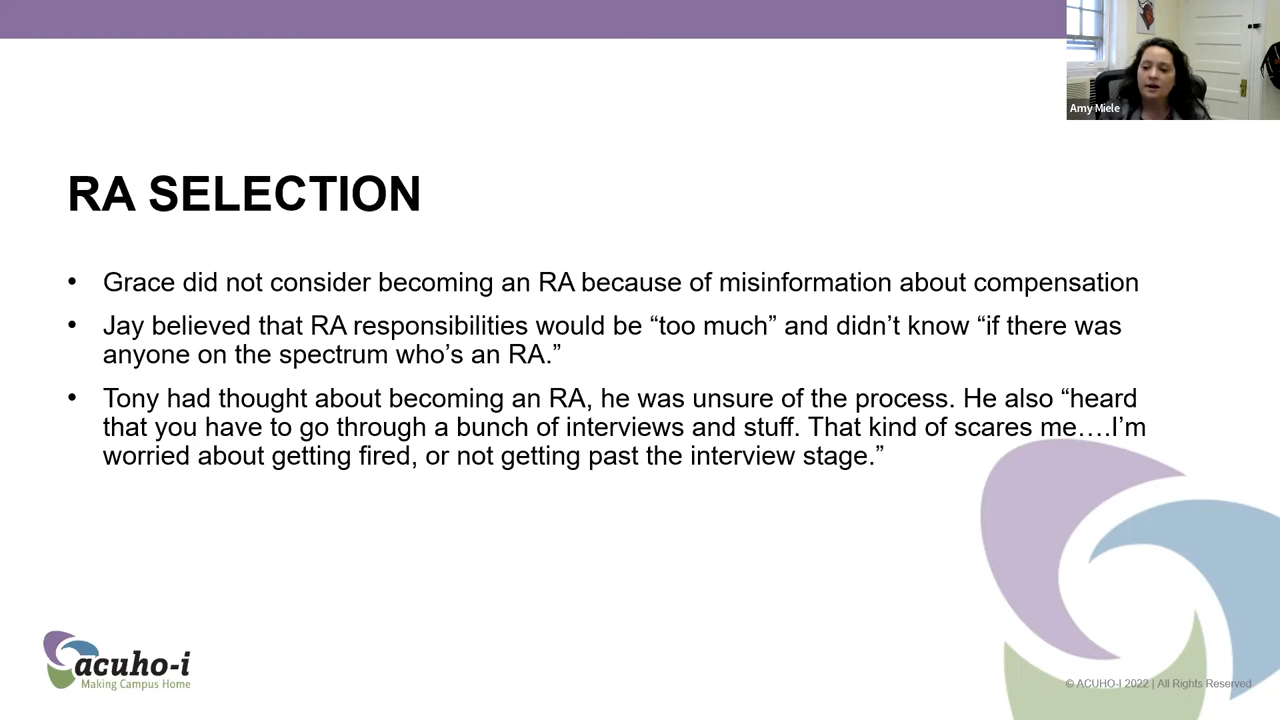 Amy Miele
RA SELECTION
• Grace did not consider becoming an RA because of misinformation about compensation
• Jay believed that RA responsibilities would be “too much” and didn’t know “if there was
anyone on the spectrum who’s an RA.”
• Tony had thought about becoming an RA, he was unsure of the process. He also “heard
that you have to go through a bunch of interviews and stuff. That kind of scares me….I’m
worried about getting fired, or not getting past the interview stage.”
acuho-i
Making Campus Home
© ACUHO-I 2022 | All Rights Reserved